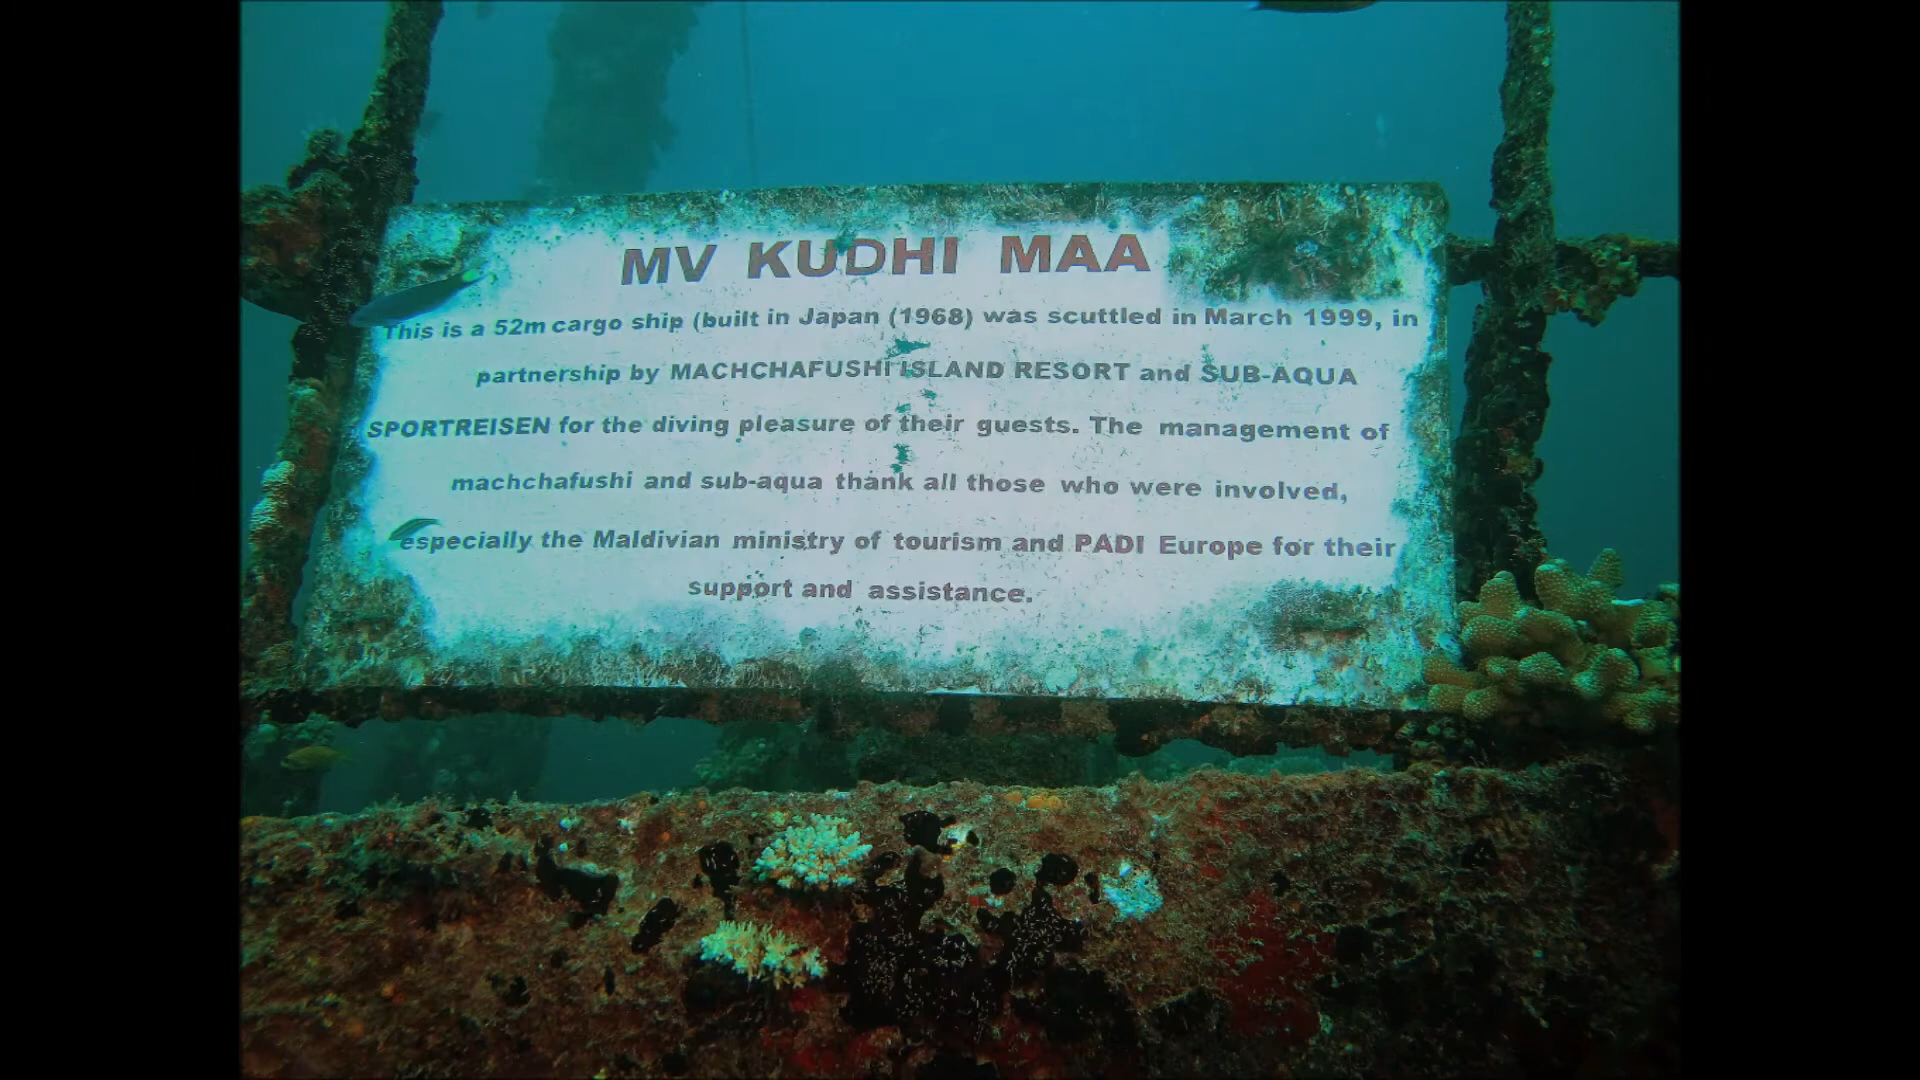 MV KUDHI MAA
This is a 52m cargo ship (built in Japan (1968) was scuttled in March 1999, in
partnership by MACHCHAFUSHI ISLAND RESORT and SUB-AQUA
SPORTREISEN for the diving pleasure of their guests. The management of
machchafushi and sub-aqua thank all those who were involved,
especially the Maldivian ministry of tourism and PADI Europe for their
support and assistance.